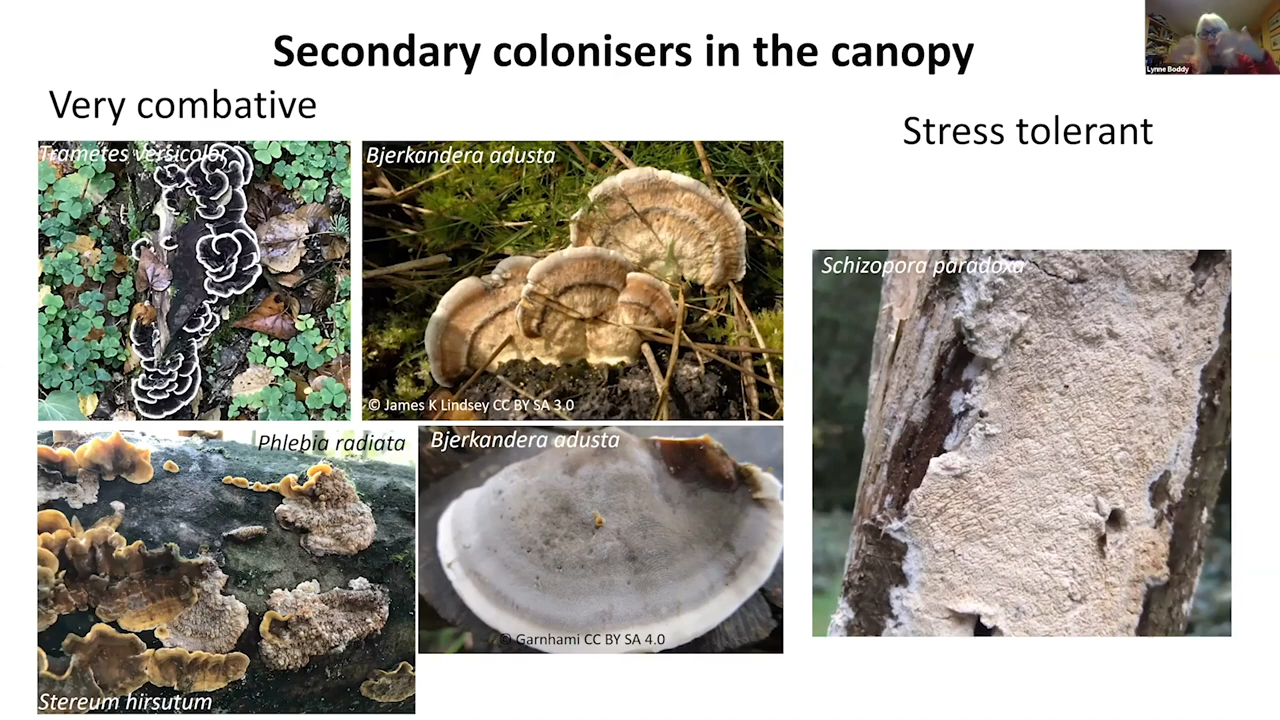 Secondary colonisers in the canopy
Lynne Boddy
Very combative
Stress tolerant
Trametes versicolor
Bjerkandera adusta
© James K Lindsey CC BY SA 3.0
Schizopora paradoxa
Phlebia radiata
Bjerkandera adusta
© Garnhami CC BY SA 4.0
Stereum hirsutum